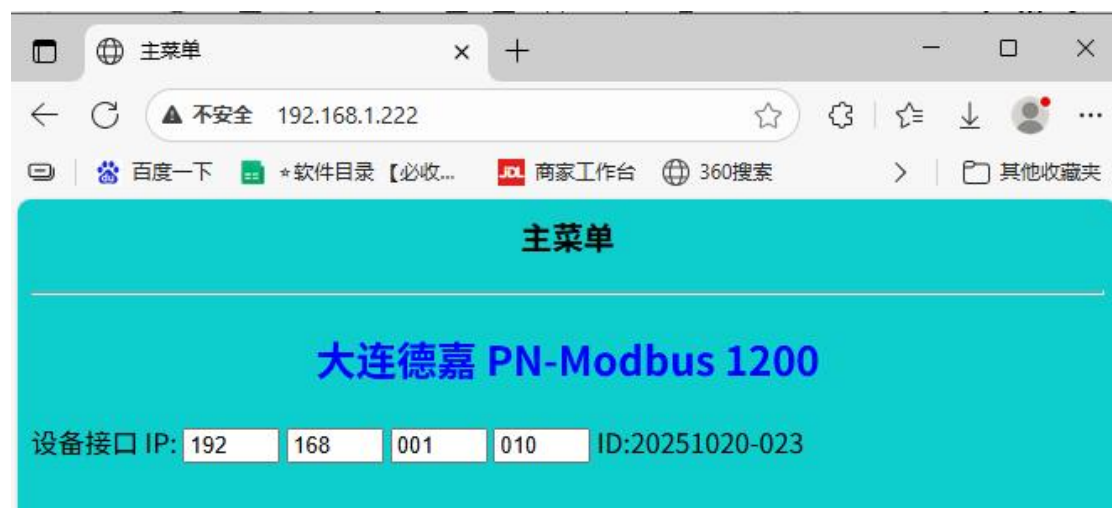 主菜单
不安全 192.168.1.222
百度一下 *软件目录【必收... JDL 商家工作台 360搜索 其他收藏夹
主菜单
大连德嘉 PN-Modbus 1200
设备接口 IP: 192 168 001 010 ID:20251020-023